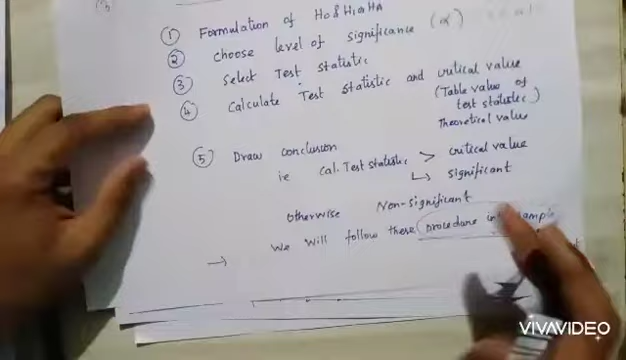 ① Formulation of H0 & H1 or HA
② choose level of significance (α)
③ Select Test statistic
④ Calculate Test statistic and critical value
(Table value of
test statistic)
Theoretical value
⑤ Draw conclusion
ie Cal. Test statistic > critical value
↳ significant
otherwise Non-significant
→ We will follow these procedure in
VIVAVIDEO